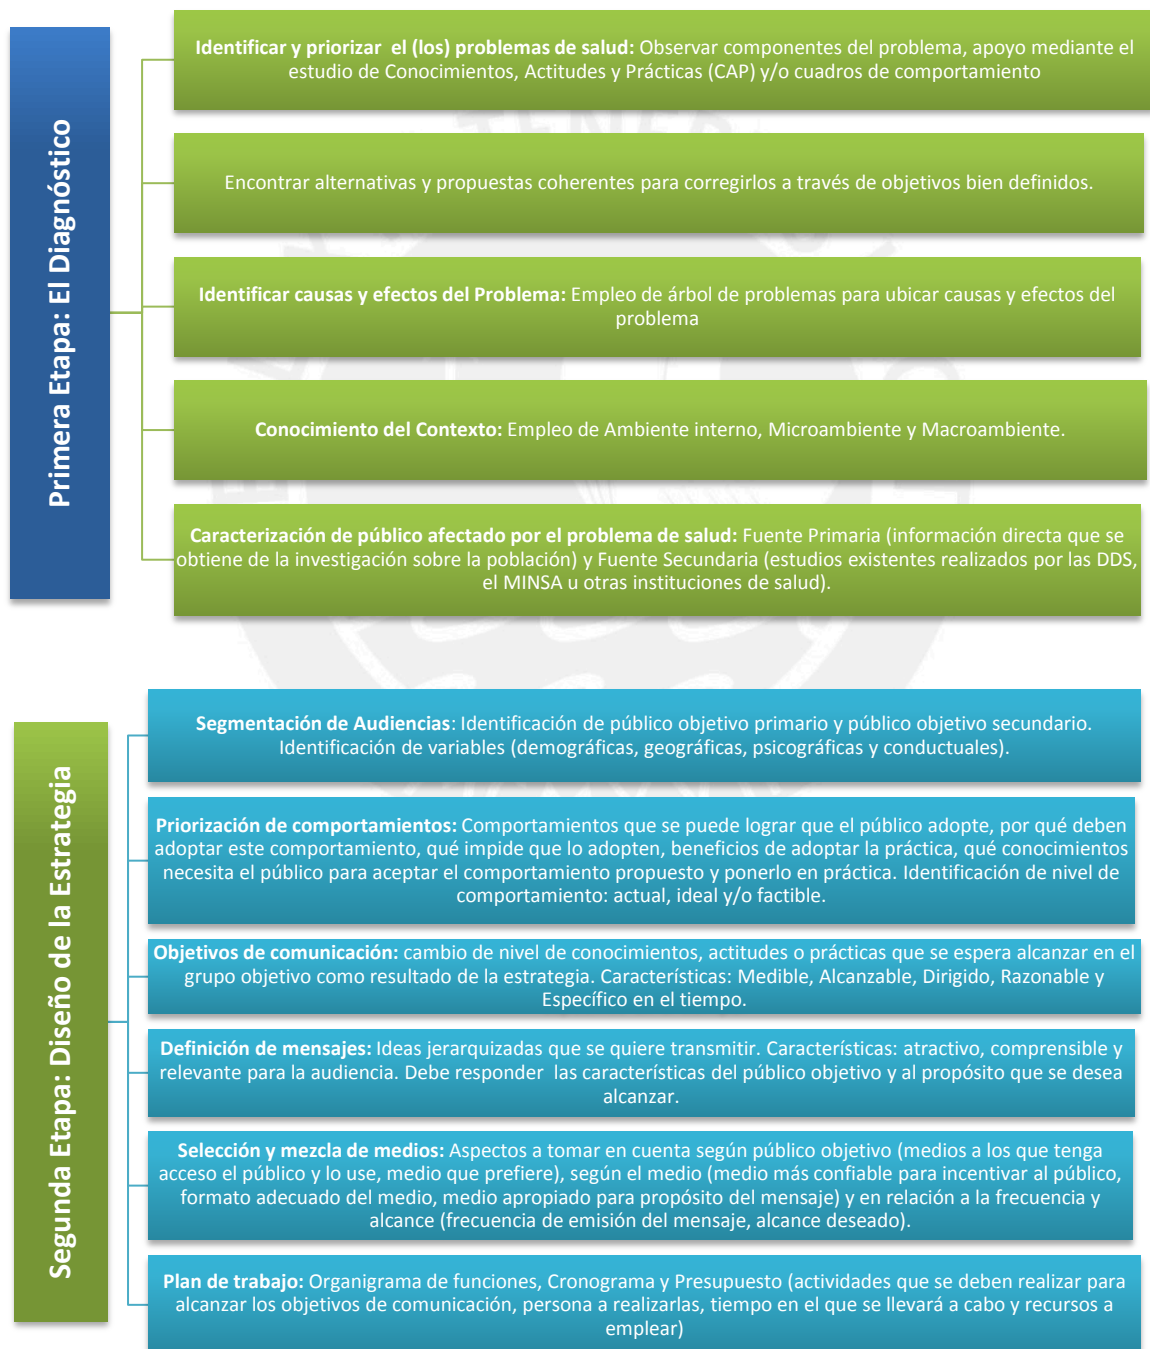 Primera Etapa: El Diagnóstico
Identificar y priorizar el (los) problemas de salud: Observar componentes del problema, apoyo mediante el
estudio de Conocimientos, Actitudes y Prácticas (CAP) y/o cuadros de comportamiento
Encontrar alternativas y propuestas coherentes para corregirlos a través de objetivos bien definidos.
Identificar causas y efectos del Problema: Empleo de árbol de problemas para ubicar causas y efectos del
problema
Conocimiento del Contexto: Empleo de Ambiente interno, Microambiente y Macroambiente.
Caracterización de público afectado por el problema de salud: Fuente Primaria (información directa que se
obtiene de la investigación sobre la población) y Fuente Secundaria (estudios existentes realizados por las DDS,
el MINSA u otras instituciones de salud).
Segunda Etapa: Diseño de la Estrategia
Segmentación de Audiencias: Identificación de público objetivo primario y público objetivo secundario.
Identificación de variables (demográficas, geográficas, psicográficas y conductuales).
Priorización de comportamientos: Comportamientos que se puede lograr que el público adopte, por qué deben
adoptar este comportamiento, qué impide que lo adopten, beneficios de adoptar la práctica, qué conocimientos
necesita el público para aceptar el comportamiento propuesto y ponerlo en práctica. Identificación de nivel de
comportamiento: actual, ideal y/o factible.
Objetivos de comunicación: cambio de nivel de conocimientos, actitudes o prácticas que se espera alcanzar en el
grupo objetivo como resultado de la estrategia. Características: Medible, Alcanzable, Dirigido, Razonable y
Específico en el tiempo.
Definición de mensajes: Ideas jerarquizadas que se quiere transmitir. Características: atractivo, comprensible y
relevante para la audiencia. Debe responder las características del público objetivo y al propósito que se desea
alcanzar.
Selección y mezcla de medios: Aspectos a tomar en cuenta según público objetivo (medios a los que tenga
acceso el público y lo use, medio que prefiere), según el medio (medio más confiable para incentivar al público,
formato adecuado del medio, medio apropiado para propósito del mensaje) y en relación a la frecuencia y
alcance (frecuencia de emisión del mensaje, alcance deseado).
Plan de trabajo: Organigrama de funciones, Cronograma y Presupuesto (actividades que se deben realizar para
alcanzar los objetivos de comunicación, persona a realizarlas, tiempo en el que se llevará a cabo y recursos a
emplear)